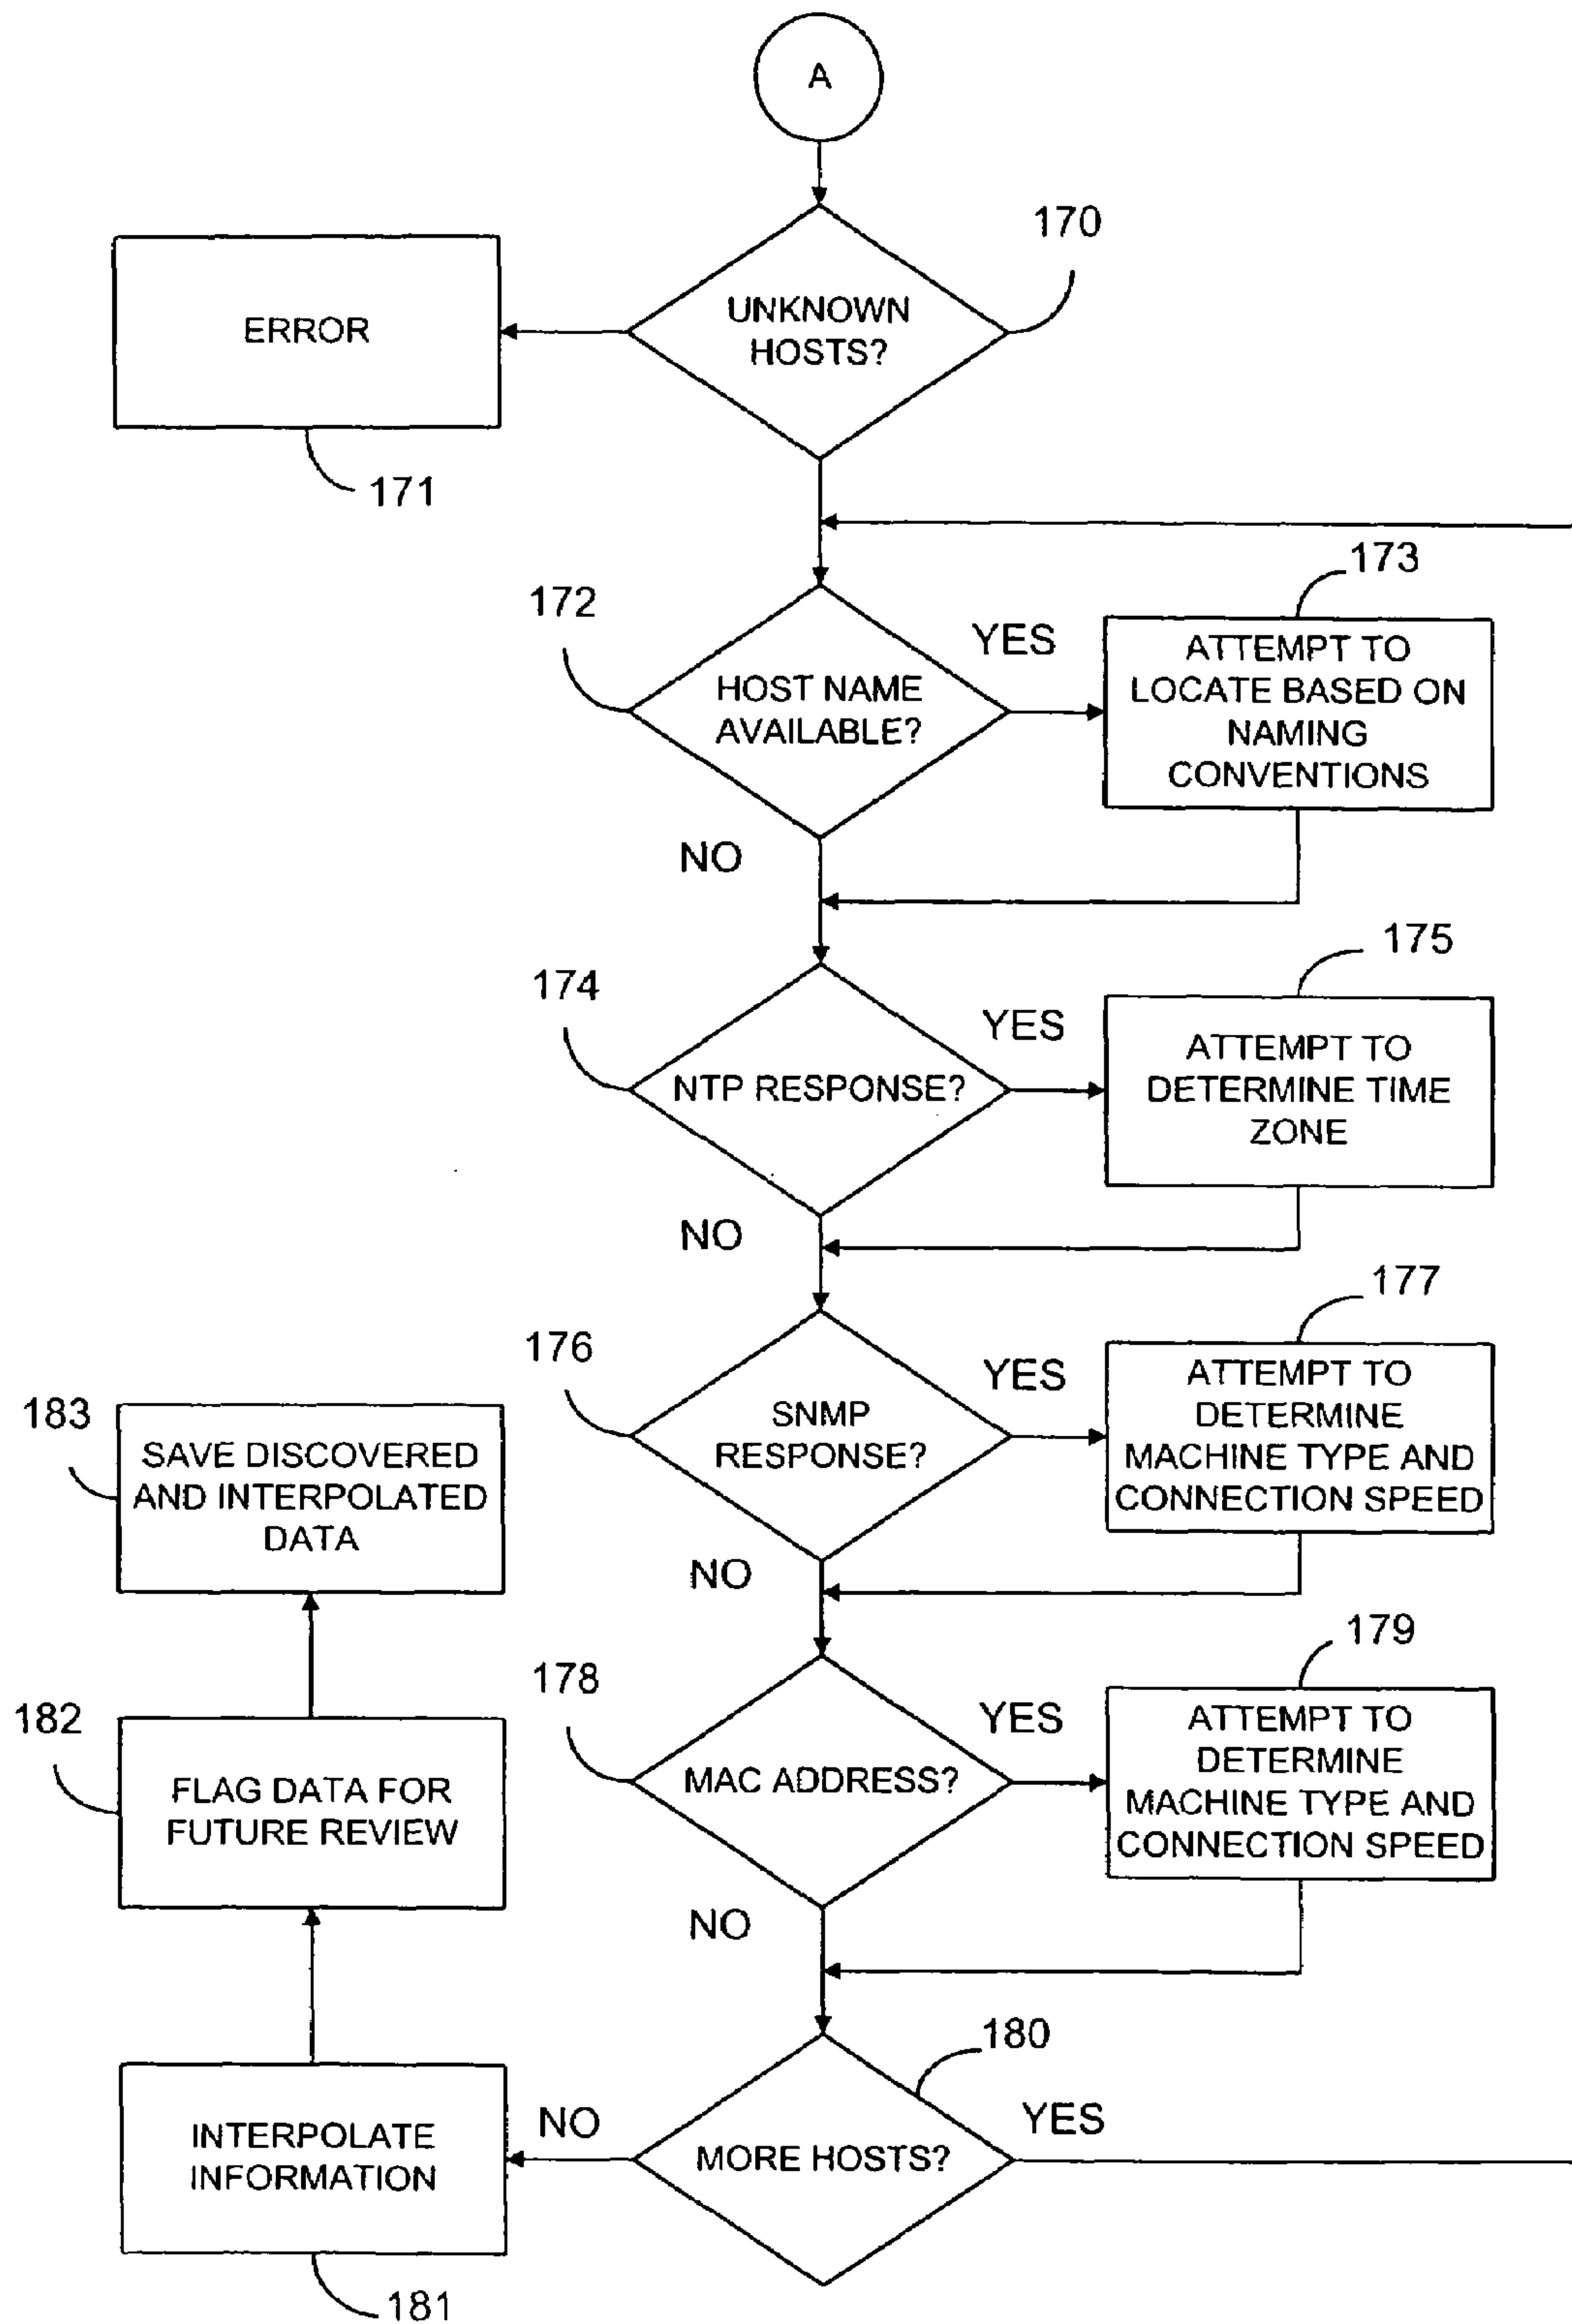 A
170
UNKNOWN
HOSTS?
ERROR
171
172
HOST NAME
AVAILABLE?
YES
173
ATTEMPT TO
LOCATE BASED ON
NAMING
CONVENTIONS
NO
174
NTP RESPONSE?
YES
175
ATTEMPT TO
DETERMINE TIME
ZONE
NO
176
SNMP
RESPONSE?
YES
177
ATTEMPT TO
DETERMINE
MACHINE TYPE AND
CONNECTION SPEED
NO
178
MAC ADDRESS?
YES
179
ATTEMPT TO
DETERMINE
MACHINE TYPE AND
CONNECTION SPEED
NO
180
MORE HOSTS?
YES
NO
INTERPOLATE
INFORMATION
181
182
FLAG DATA FOR
FUTURE REVIEW
183
SAVE DISCOVERED
AND INTERPOLATED
DATA